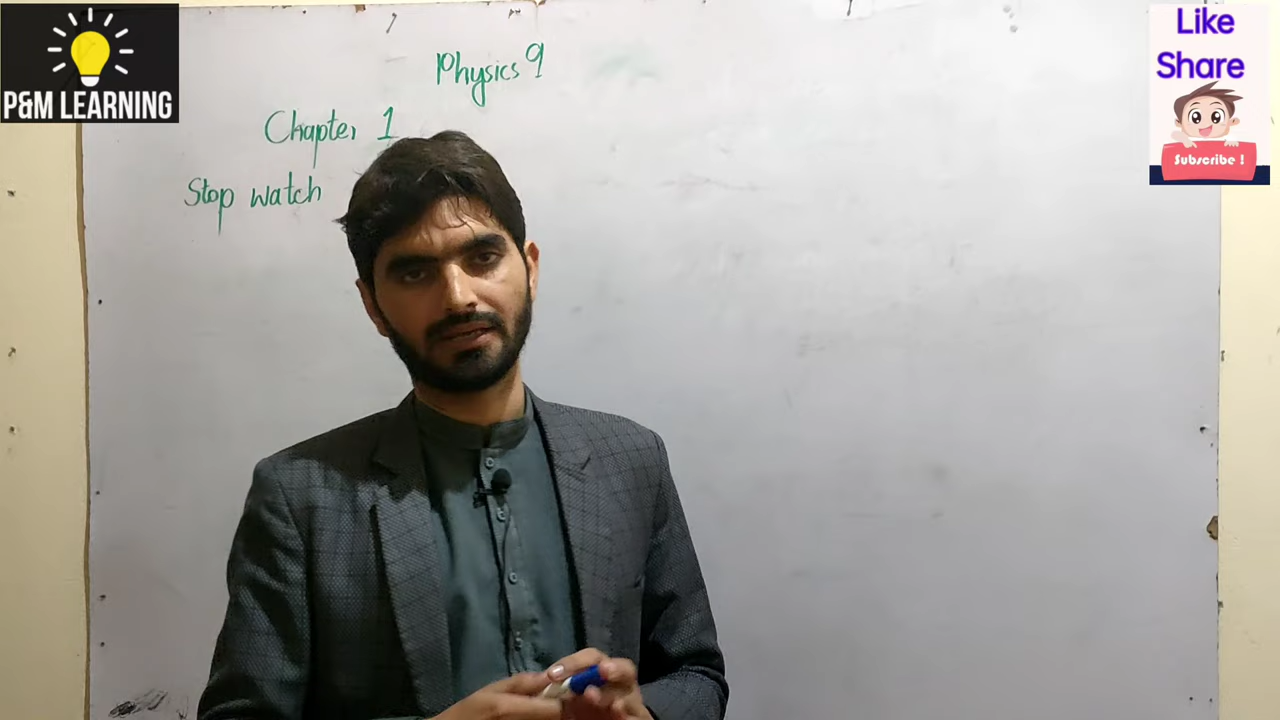 P&M LEARNING
Like
Share
Subscribe !
Physics 9
Chapter 1
Stop watch